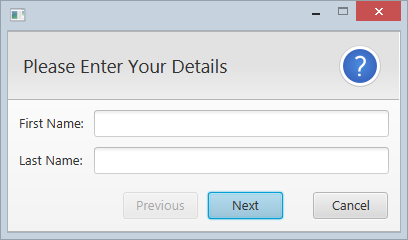 Please Enter Your Details
?
First Name:
Last Name:
Previous Next Cancel